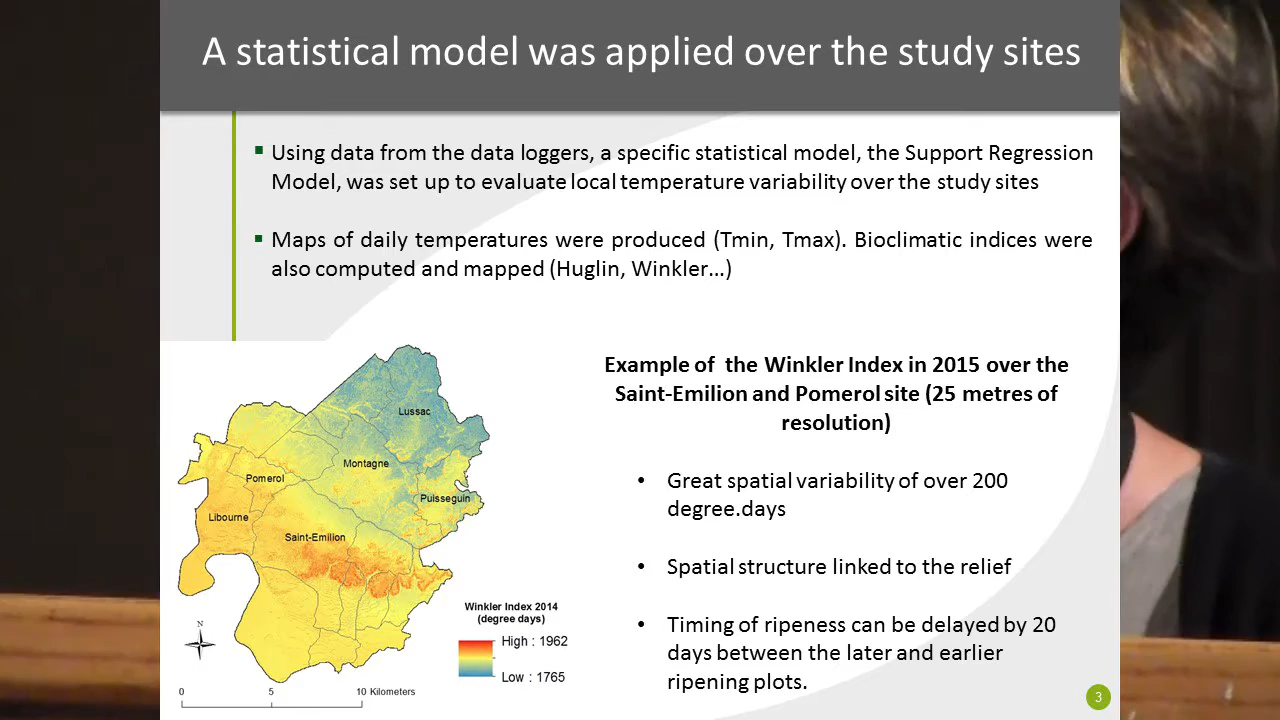 A statistical model was applied over the study sites
Using data from the data loggers, a specific statistical model, the Support Regression
Model, was set up to evaluate local temperature variability over the study sites
Maps of daily temperatures were produced (Tmin, Tmax). Bioclimatic indices were
also computed and mapped (Huglin, Winkler...)
Lussac
Montagne
Pomerol
Puisseguin
Libourne
Saint-Emilion
N
Winkler Index 2014
(degree days)
High : 1962
Low : 1765
0 5 10 Kilometers
Example of the Winkler Index in 2015 over the
Saint-Emilion and Pomerol site (25 metres of
resolution)
• Great spatial variability of over 200
degree.days
• Spatial structure linked to the relief
• Timing of ripeness can be delayed by 20
days between the later and earlier
ripening plots.
3